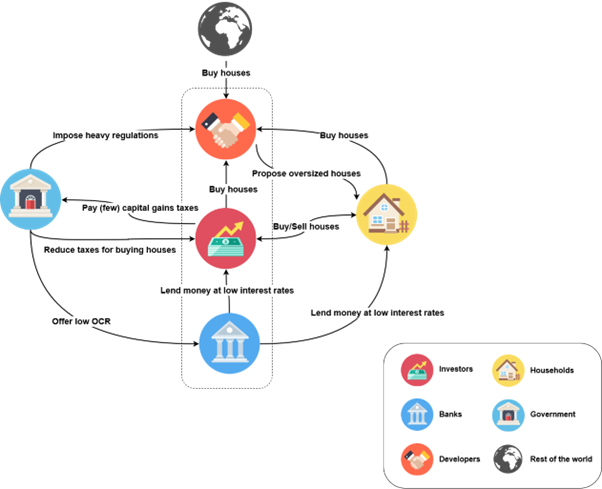 Buy houses
Impose heavy regulations
Buy houses
Propose oversized houses
Buy houses
Pay (few) capital gains taxes
Buy/Sell houses
Reduce taxes for buying houses
Lend money at low interest rates
Lend money at low interest rates
Offer low OCR
Investors
Households
Banks
Government
Developers
Rest of the world